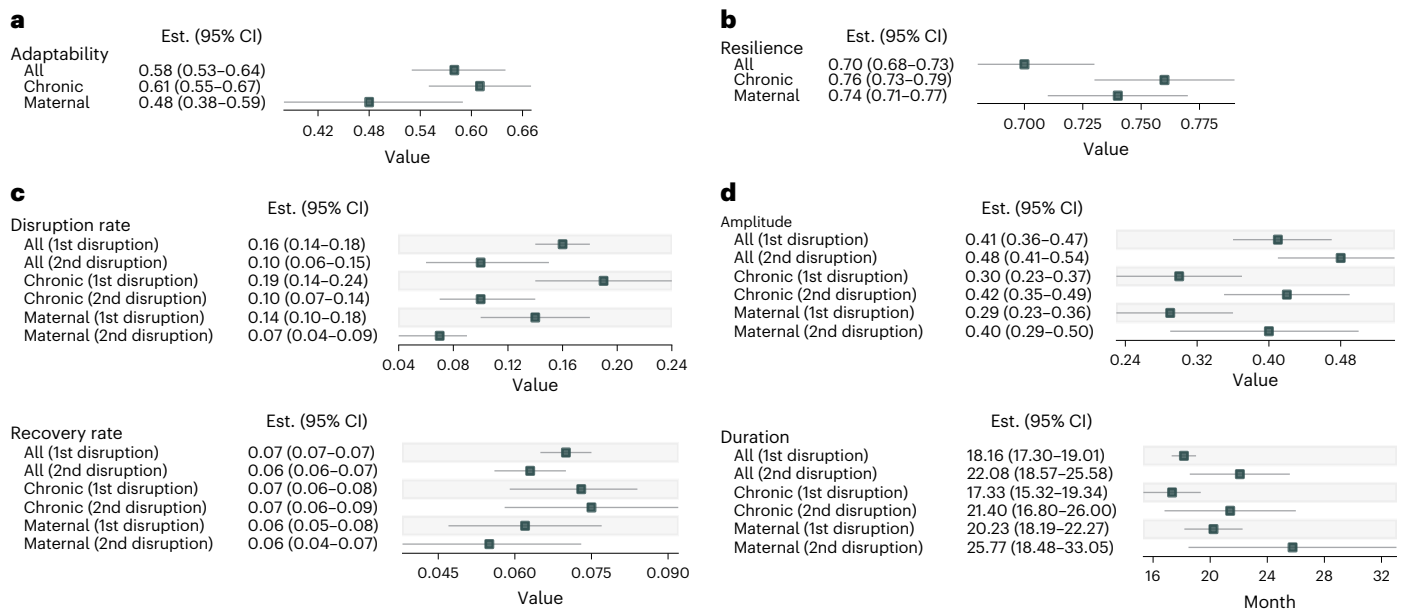 a
Est. (95% CI)
Adaptability
All 0.58 (0.53–0.64)
Chronic 0.61 (0.55–0.67)
Maternal 0.48 (0.38–0.59)
0.42 0.48 0.54 0.60 0.66
Value
b
Est. (95% CI)
Resilience
All 0.70 (0.68–0.73)
Chronic 0.76 (0.73–0.79)
Maternal 0.74 (0.71–0.77)
0.700 0.725 0.750 0.775
Value
c
Est. (95% CI)
Disruption rate
All (1st disruption) 0.16 (0.14–0.18)
All (2nd disruption) 0.10 (0.06–0.15)
Chronic (1st disruption) 0.19 (0.14–0.24)
Chronic (2nd disruption) 0.10 (0.07–0.14)
Maternal (1st disruption) 0.14 (0.10–0.18)
Maternal (2nd disruption) 0.07 (0.04–0.09)
0.04 0.08 0.12 0.16 0.20 0.24
Value
Est. (95% CI)
Recovery rate
All (1st disruption) 0.07 (0.07–0.07)
All (2nd disruption) 0.06 (0.06–0.07)
Chronic (1st disruption) 0.07 (0.06–0.08)
Chronic (2nd disruption) 0.07 (0.06–0.09)
Maternal (1st disruption) 0.06 (0.05–0.08)
Maternal (2nd disruption) 0.06 (0.04–0.07)
0.045 0.060 0.075 0.090
Value
d
Est. (95% CI)
Amplitude
All (1st disruption) 0.41 (0.36–0.47)
All (2nd disruption) 0.48 (0.41–0.54)
Chronic (1st disruption) 0.30 (0.23–0.37)
Chronic (2nd disruption) 0.42 (0.35–0.49)
Maternal (1st disruption) 0.29 (0.23–0.36)
Maternal (2nd disruption) 0.40 (0.29–0.50)
0.24 0.32 0.40 0.48
Value
Est. (95% CI)
Duration
All (1st disruption) 18.16 (17.30–19.01)
All (2nd disruption) 22.08 (18.57–25.58)
Chronic (1st disruption) 17.33 (15.32–19.34)
Chronic (2nd disruption) 21.40 (16.80–26.00)
Maternal (1st disruption) 20.23 (18.19–22.27)
Maternal (2nd disruption) 25.77 (18.48–33.05)
16 20 24 28 32
Month